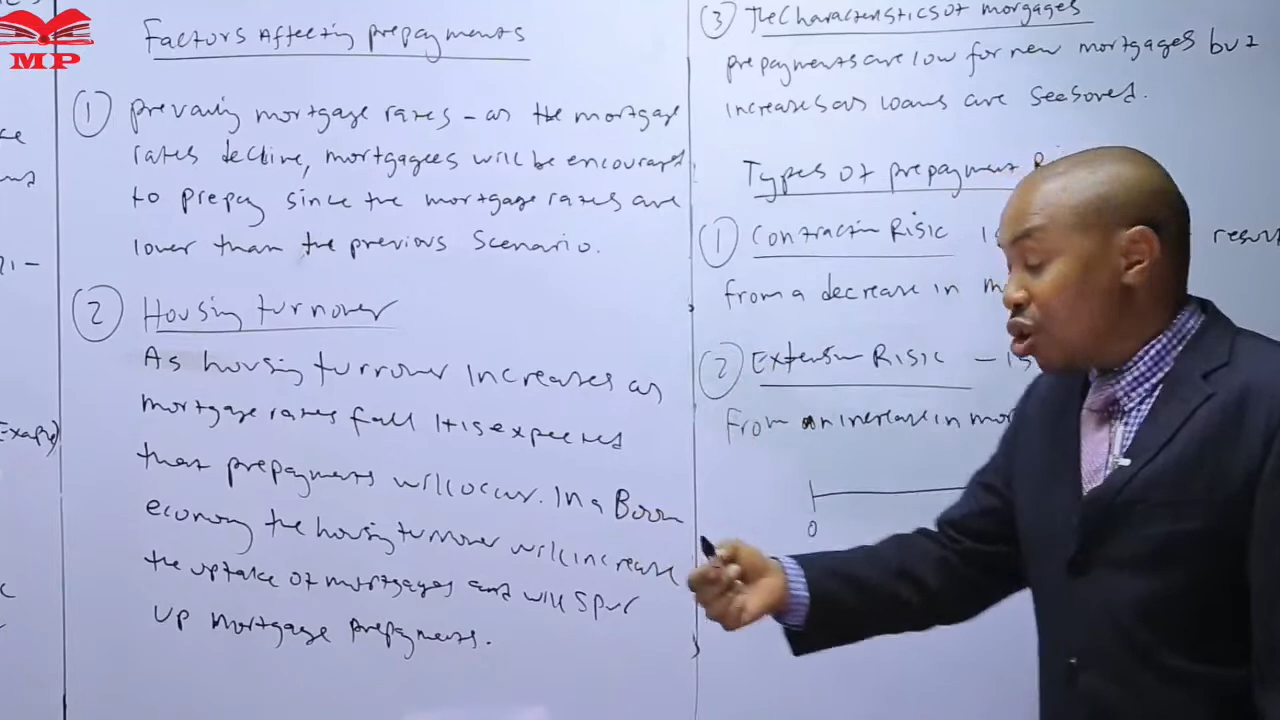 MP
Factors Affecting prepayments
① prevailing mortgage rates - as the mortgage
rates decline, mortgagees will be encouraged
to prepay since the mortgage rates are
lower than the previous scenario.
② Housing turnover
As housing turnover increases as
mortgage rates fall it is expected
that prepayments will occur. In a Boom
economy the housing turnover will increase
the uptake of mortgages and will spur
up mortgage prepayments.
③ The characteristics of morgages
prepayments are low for new mortgages but
increases as loans are seasoned.
Types of prepayment
① Contraction Risk
from a decrease in
② Extension Risk -
From an increase in
0